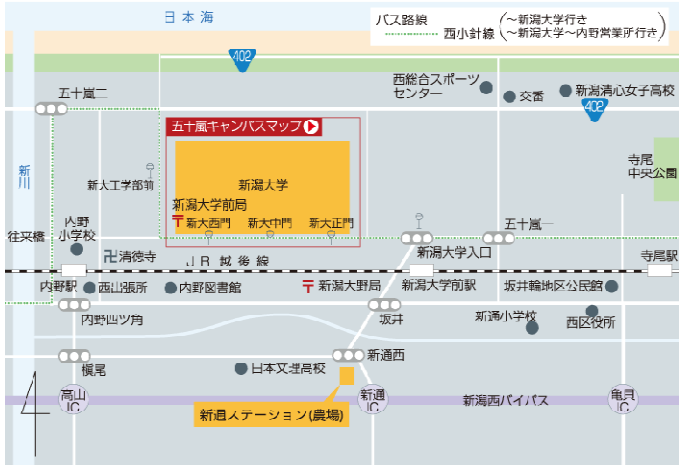 日本海
バス路線
西小針線
(～新潟大学行き
～新潟大学～内野営業所行き)
402
五十嵐二
西総合スポーツ
センター
交番
新潟清心女子高校
402
五十嵐キャンパスマップ
新川
新大工学部前
新潟大学
新潟大学前局
新大西門
新大中門
新大正門
寺尾
中央公園
往来橋
内野
小学校
清徳寺
五十嵐一
新潟大学入口
JR越後線
寺尾駅
内野駅
西出張所
内野図書館
新潟大野局
新潟大学前駅
坂井輪地区公民館
内野四ツ角
坂井
新通小学校
西区役所
槇尾
日本文理高校
新通西
高山
IC
新通ステーション(農場)
新通
IC
新潟西バイパス
亀貝
IC